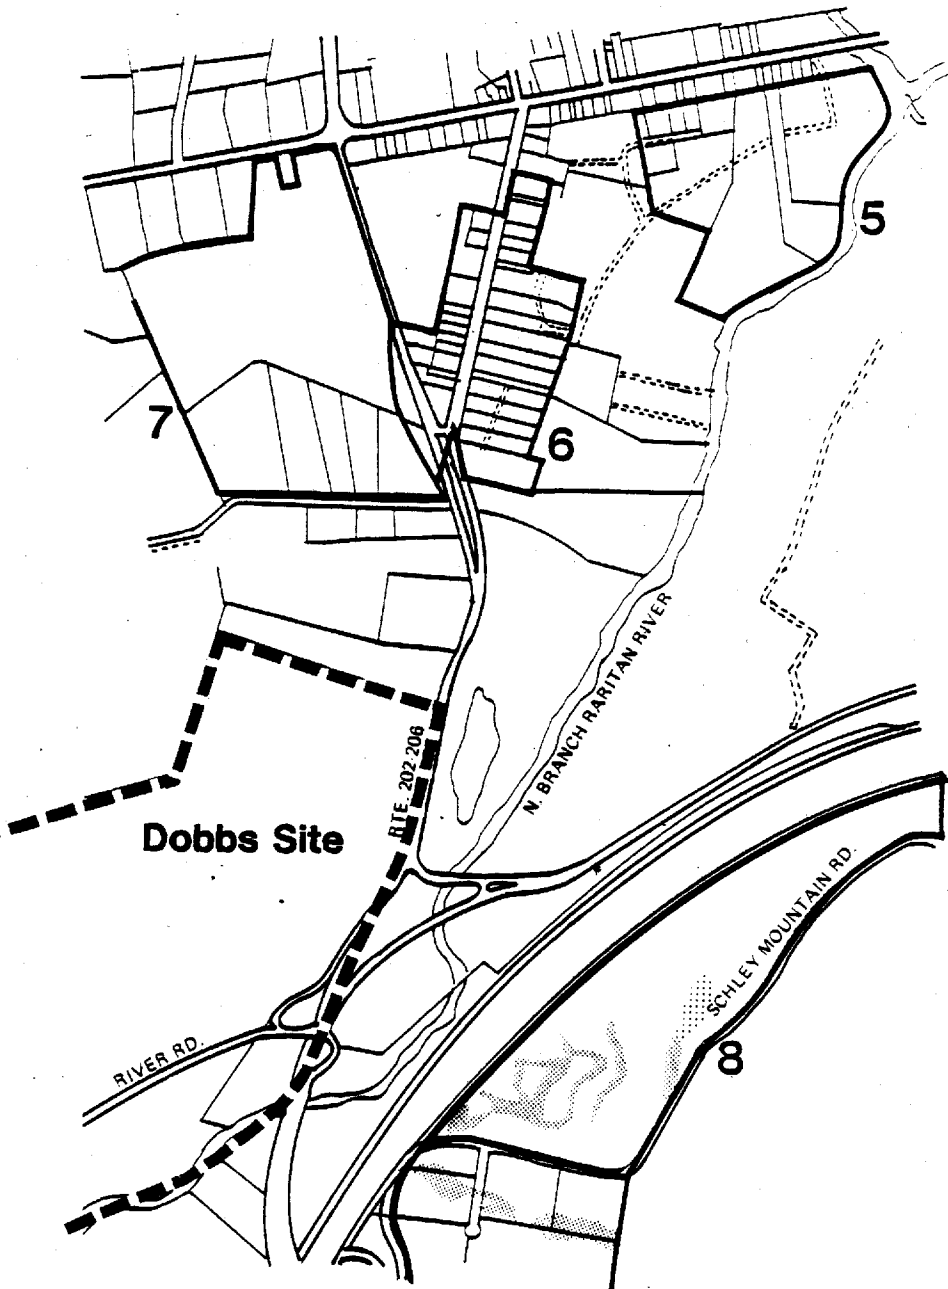 5
7
6
N. BRANCH RARITAN RIVER
RTE. 202 206
Dobbs Site
SCHLEY MOUNTAIN RD.
8
RIVER RD.